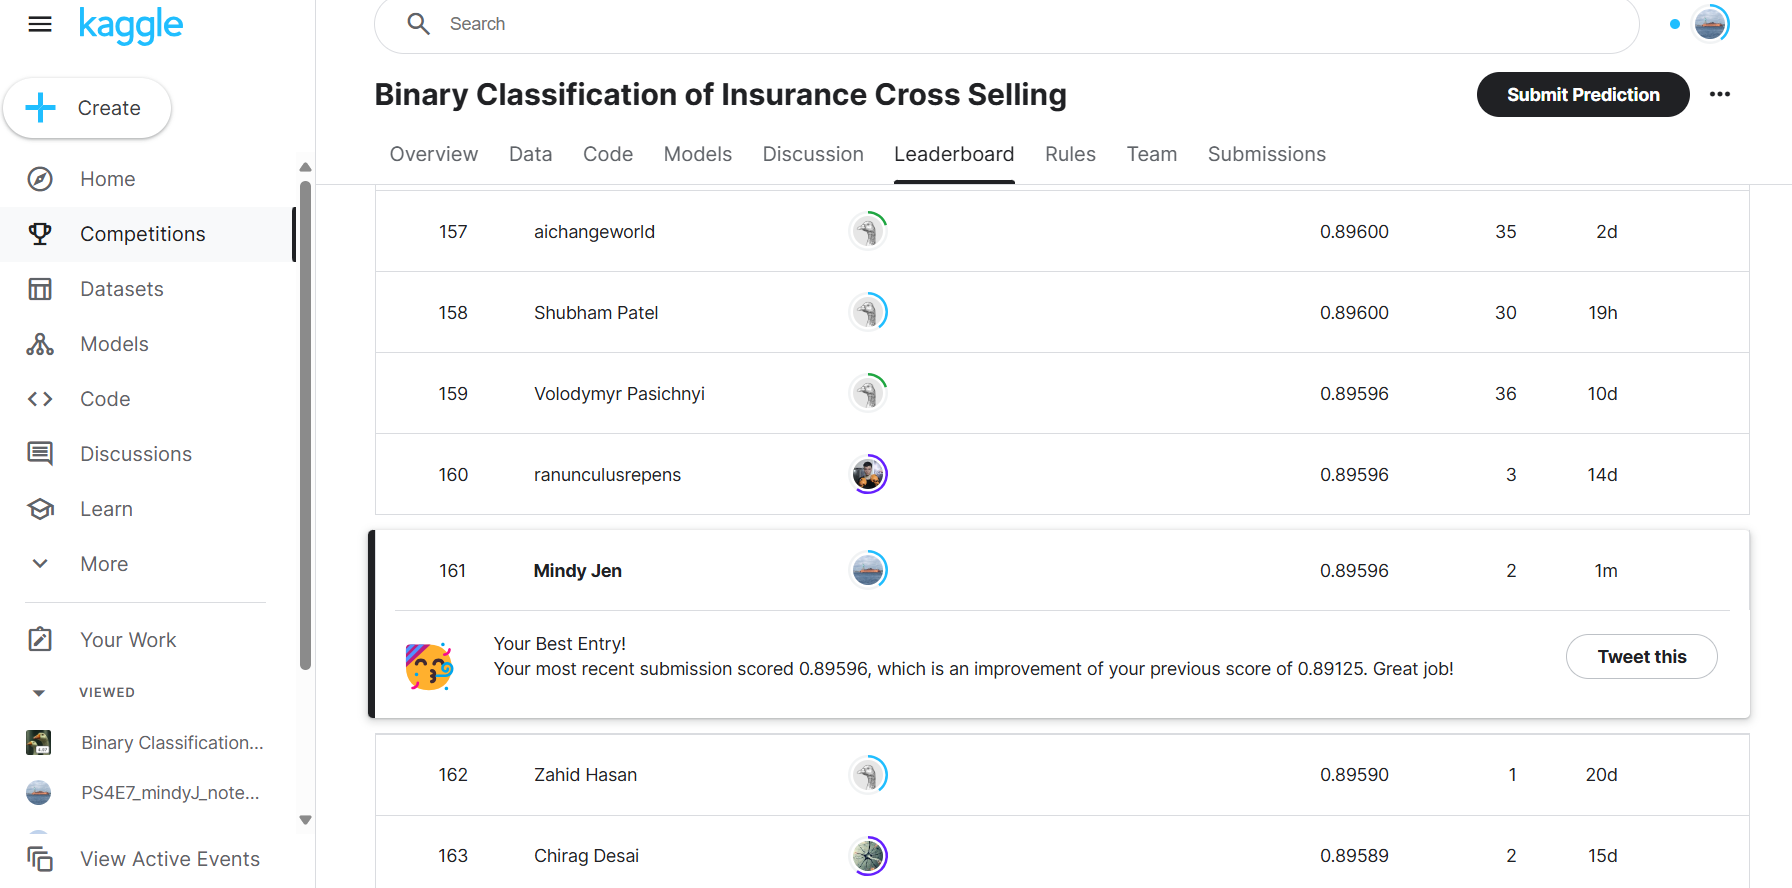 kaggle
Search
Create
Home
Competitions
Datasets
Models
Code
Discussions
Learn
More
Your Work
VIEWED
Binary Classification...
PS4E7_mindyJ_note...
View Active Events
Binary Classification of Insurance Cross Selling
Submit Prediction
Overview Data Code Models Discussion Leaderboard Rules Team Submissions
157 aichangeworld 0.89600 35 2d
158 Shubham Patel 0.89600 30 19h
159 Volodymyr Pasichnyi 0.89596 36 10d
160 ranunculusrepens 0.89596 3 14d
161 Mindy Jen 0.89596 2 1m
Your Best Entry!
Your most recent submission scored 0.89596, which is an improvement of your previous score of 0.89125. Great job!
Tweet this
162 Zahid Hasan 0.89590 1 20d
163 Chirag Desai 0.89589 2 15d